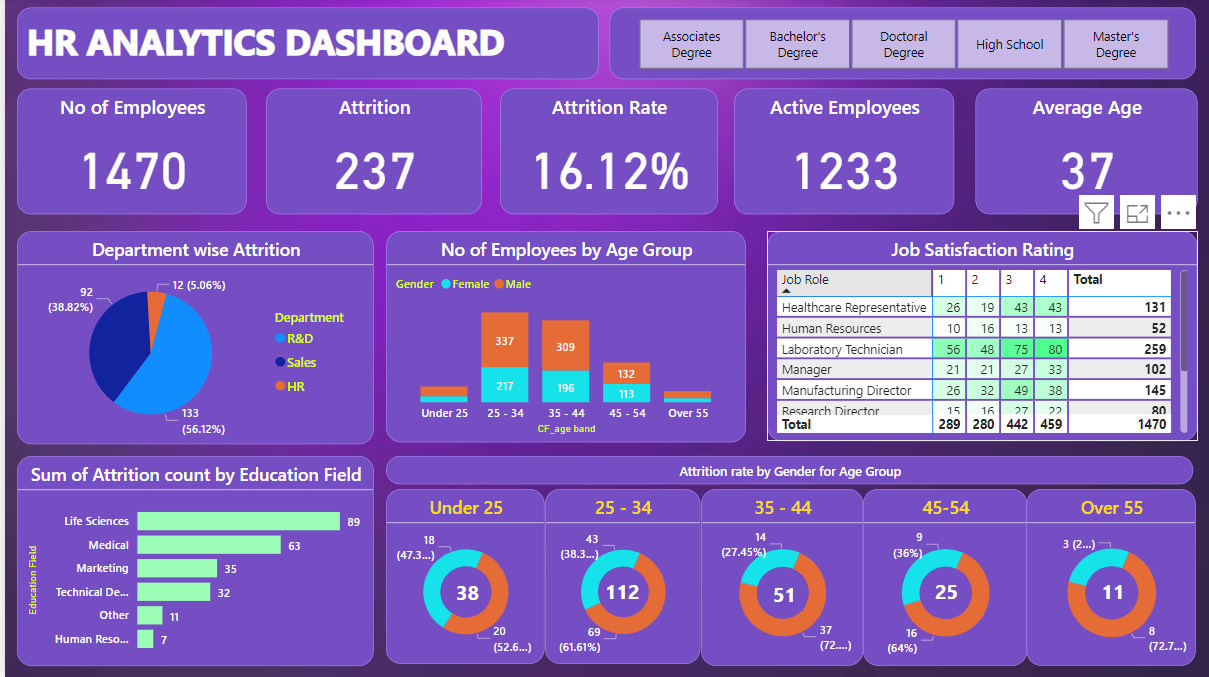 HR ANALYTICS DASHBOARD
Associates Degree
Bachelor's Degree
Doctoral Degree
High School
Master's Degree
No of Employees
1470
Attrition
237
Attrition Rate
16.12%
Active Employees
1233
Average Age
37
Department wise Attrition
12 (5.06%)
92
(38.82%)
133
(56.12%)
Department
R&D
Sales
HR
No of Employees by Age Group
Gender Female Male
337 309 132
217 196 113
Under 25 25 - 34 35 - 44 45 - 54 Over 55
CF_age band
Job Satisfaction Rating
Job Role 1 2 3 4 Total
Healthcare Representative 26 19 43 43 131
Human Resources 10 16 13 13 52
Laboratory Technician 56 48 75 80 259
Manager 21 21 27 33 102
Manufacturing Director 26 32 49 38 145
Research Director 15 16 27 22 80
Total 289 280 442 459 1470
Sum of Attrition count by Education Field
Education Field
Life Sciences 89
Medical 63
Marketing 35
Technical De... 32
Other 11
Human Reso... 7
Attrition rate by Gender for Age Group
Under 25
18
(47.3...)
38
20
(52.6...)
25 - 34
43
(38.3...)
112
69
(61.61%)
35 - 44
14
(27.45%)
51
37
(72....)
45-54
9
(36%)
25
16
(64%)
Over 55
3 (2...)
11
8
(72.7...)